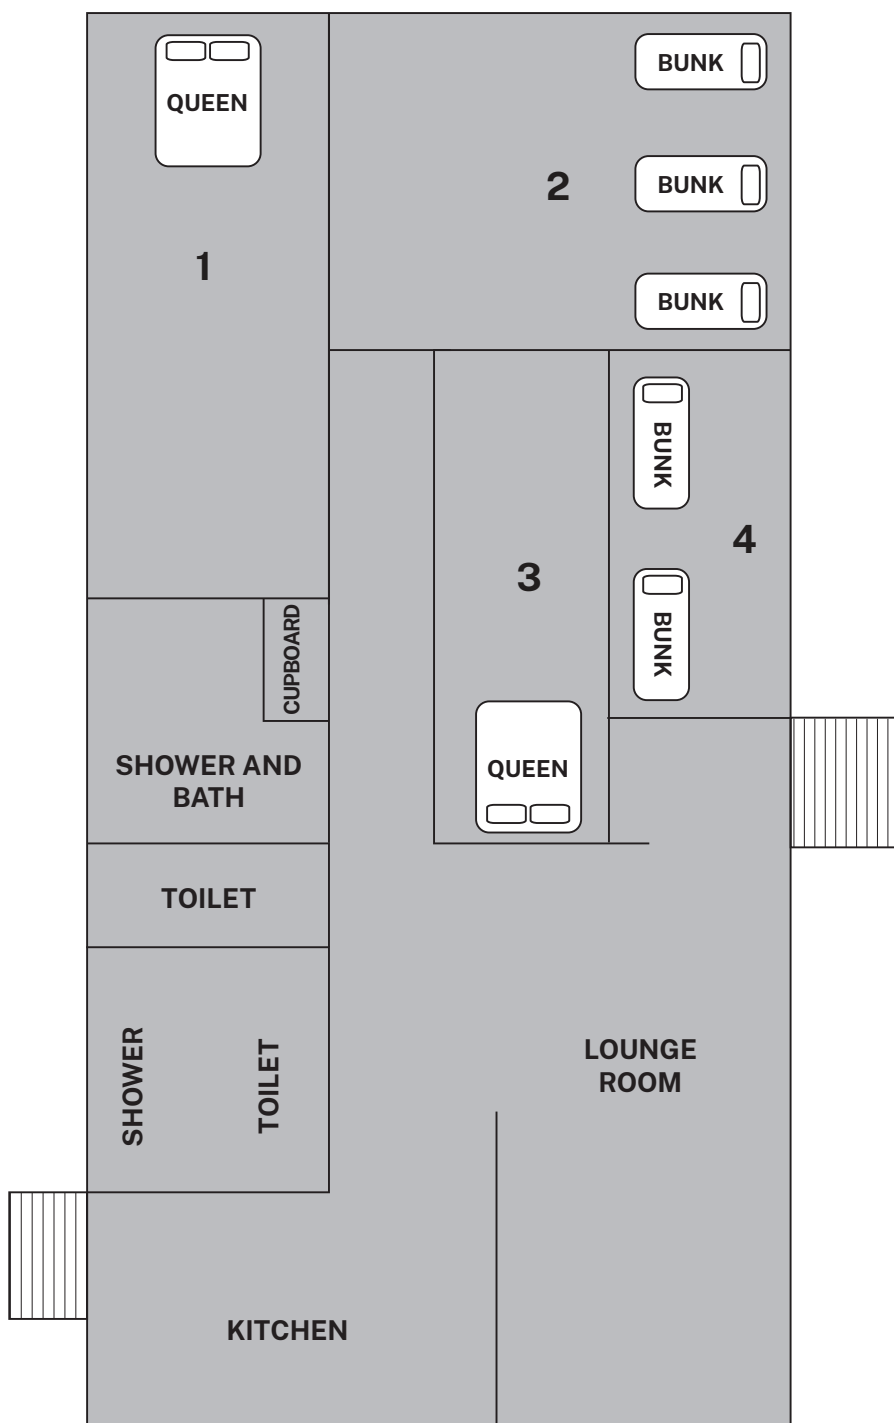 QUEEN
1
BUNK
BUNK
2
BUNK
BUNK
4
BUNK
3
QUEEN
CUPBOARD
SHOWER AND
BATH
TOILET
SHOWER
TOILET
LOUNGE
ROOM
KITCHEN